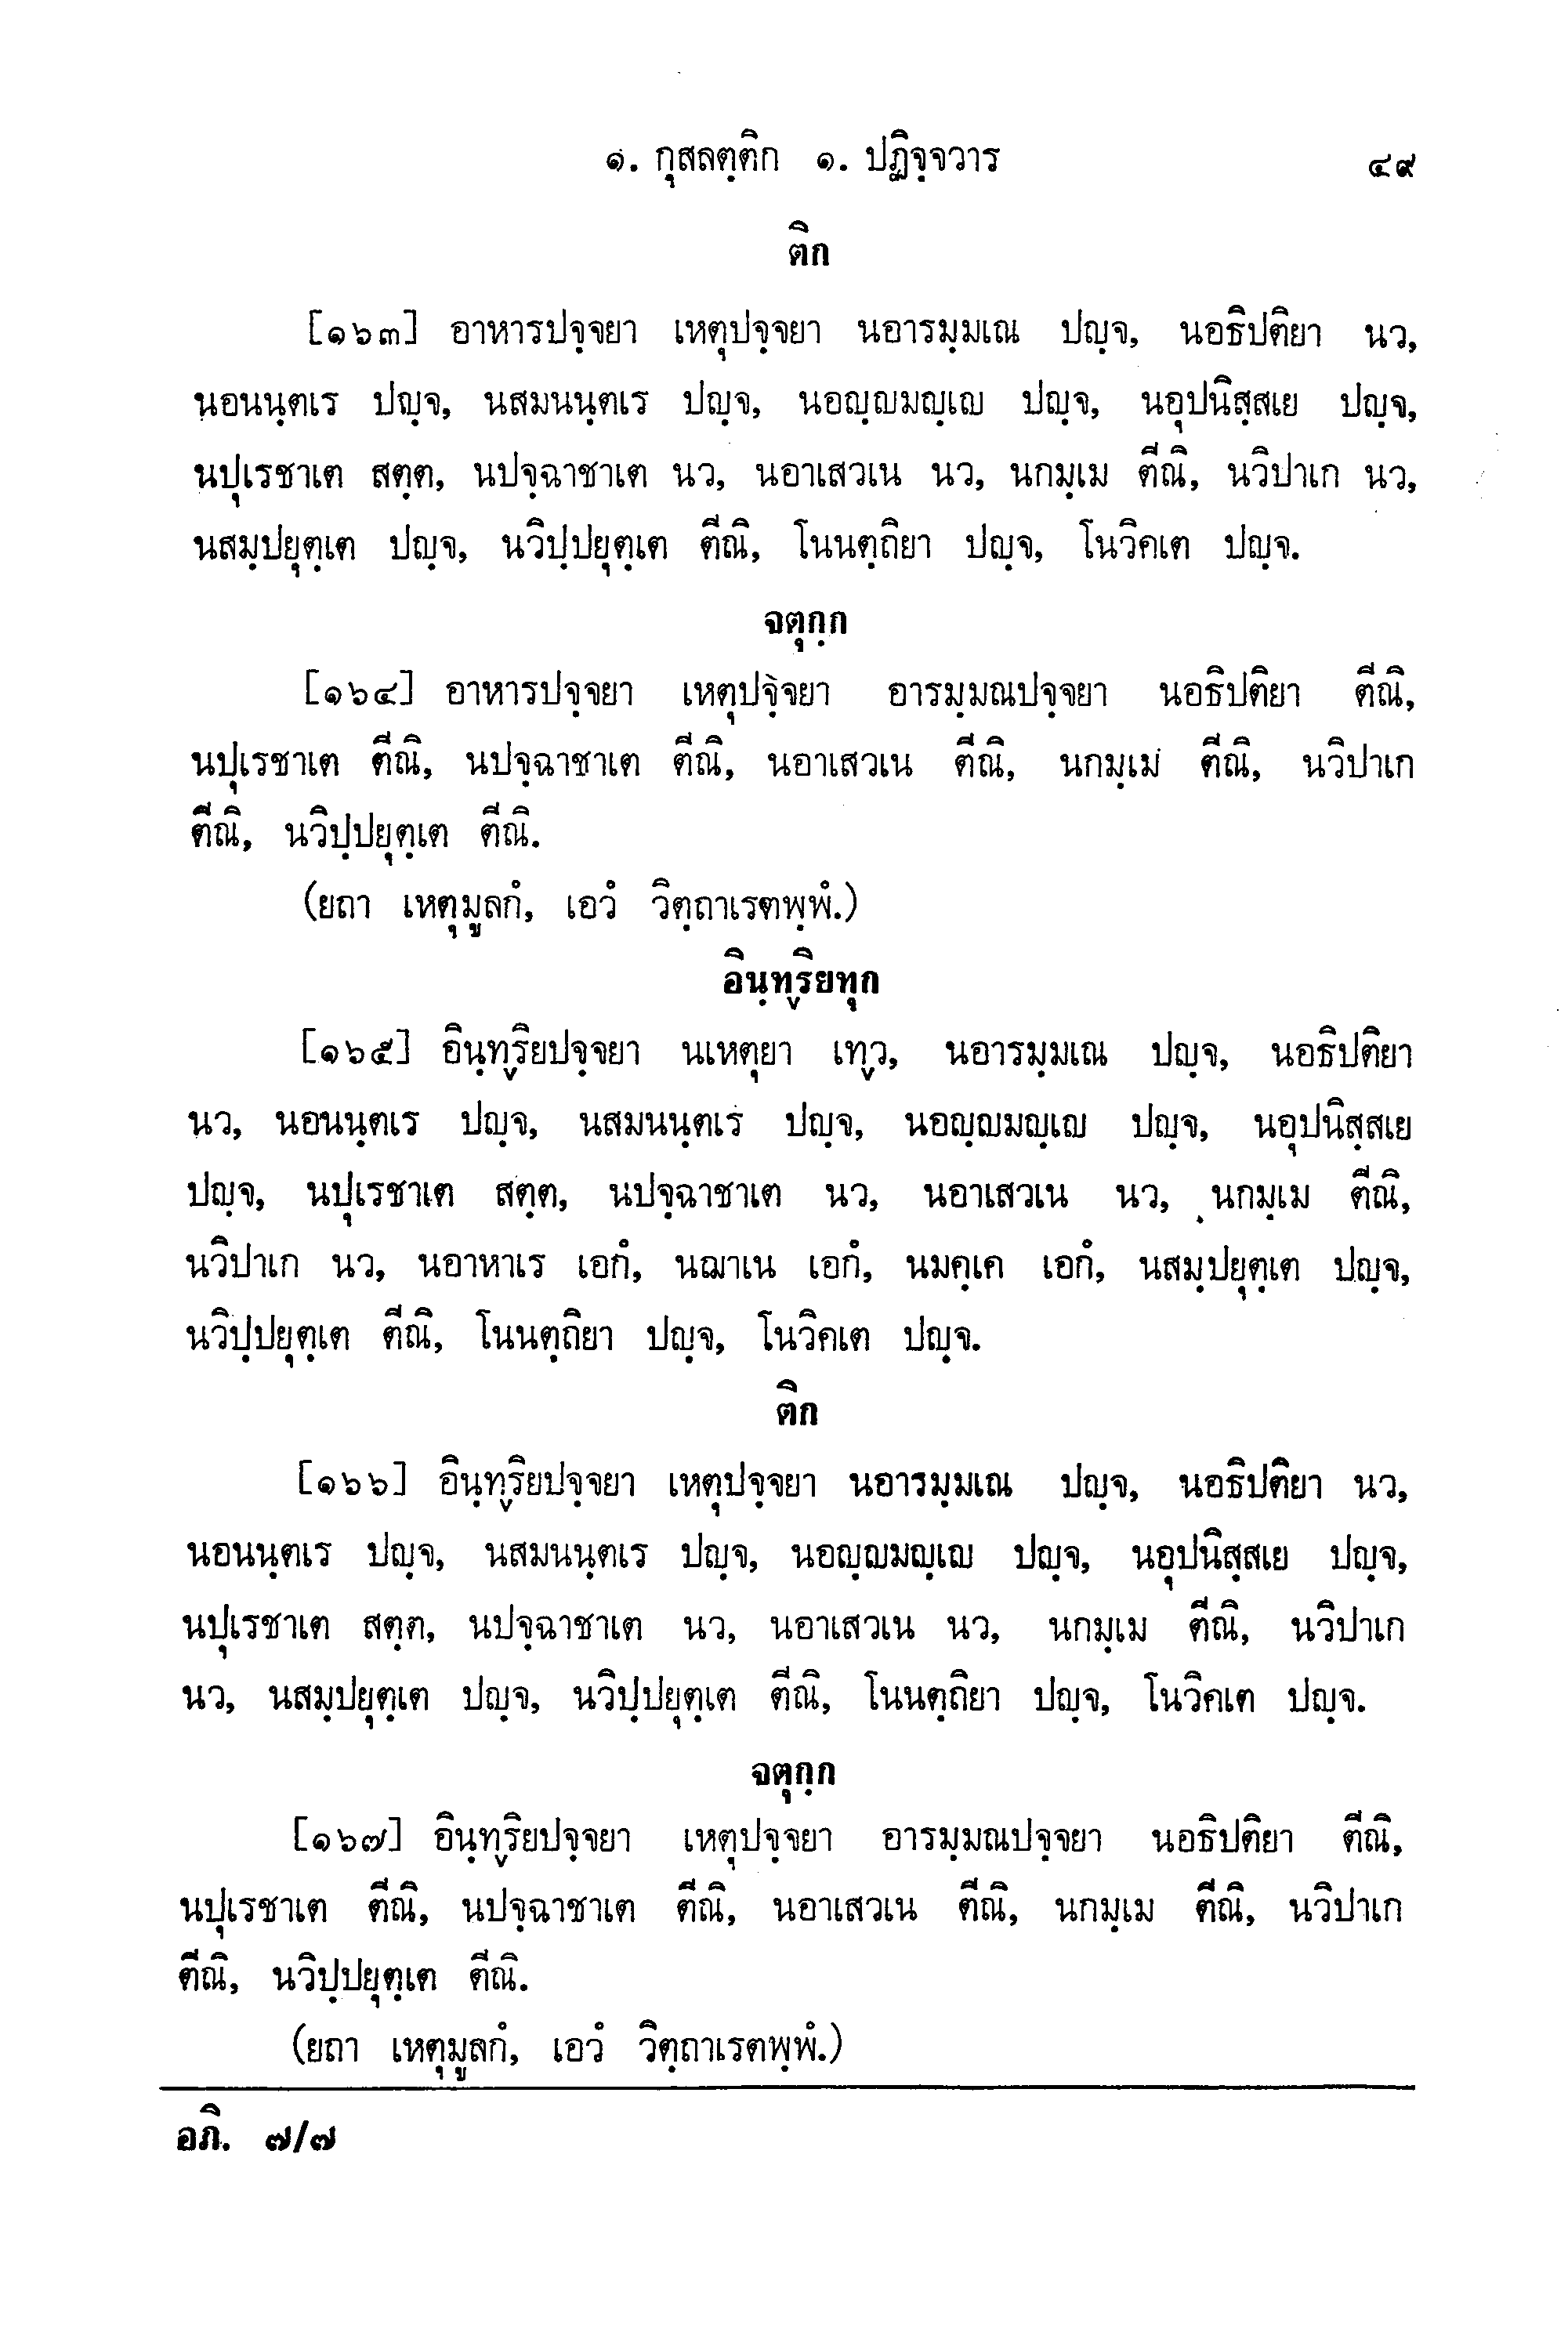 ๑. กุสลตฺติก ๑. ปฏิจฺจวาร ๔๙
ติก
[๑๖๓] อาหารปจฺจยา เหตุปจฺจยา นอารมฺมเณ ปญฺจ, นอธิปติยา นว,
นอนนฺตเร ปญฺจ, นสมนนฺตเร ปญฺจ, นอญฺญมญฺเญ ปญฺจ, นอุปนิสฺสเย ปญฺจ,
นปุเรชาเต สตฺต, นปจฺฉาชาเต นว, นอาเสวเน นว, นกมฺเม ตีณิ, นวิปาเก นว,
นสมฺปยุตฺเต ปญฺจ, นวิปฺปยุตฺเต ตีณิ, โนนตฺถิยา ปญฺจ, โนวิคเต ปญฺจ.
จตุกฺก
[๑๖๔] อาหารปจฺจยา เหตุปจฺจยา อารมฺมณปจฺจยา นอธิปติยา ตีณิ,
นปุเรชาเต ตีณิ, นปจฺฉาชาเต ตีณิ, นอาเสวเน ตีณิ, นกมฺเม ตีณิ, นวิปาเก
ตีณิ, นวิปฺปยุตฺเต ตีณิ.
(ยถา เหตุมูลกํ, เอวํ วิตฺถาเรตพฺพํ.)
อินฺทฺริยทุก
[๑๖๕] อินฺทฺริยปจฺจยา นเหตุยา เทฺว, นอารมฺมเณ ปญฺจ, นอธิปติยา
นว, นอนนฺตเร ปญฺจ, นสมนนฺตเร ปญฺจ, นอญฺญมญฺเญ ปญฺจ, นอุปนิสฺสเย
ปญฺจ, นปุเรชาเต สตฺต, นปจฺฉาชาเต นว, นอาเสวเน นว, นกมฺเม ตีณิ,
นวิปาเก นว, นอาหาเร เอกํ, นฌาเน เอกํ, นมคฺเค เอกํ, นสมฺปยุตฺเต ปญฺจ,
นวิปฺปยุตฺเต ตีณิ, โนนตฺถิยา ปญฺจ, โนวิคเต ปญฺจ.
ติก
[๑๖๖] อินฺทฺริยปจฺจยา เหตุปจฺจยา นอารมฺมเณ ปญฺจ, นอธิปติยา นว,
นอนนฺตเร ปญฺจ, นสมนนฺตเร ปญฺจ, นอญฺญมญฺเญ ปญฺจ, นอุปนิสฺสเย ปญฺจ,
นปุเรชาเต สตฺต, นปจฺฉาชาเต นว, นอาเสวเน นว, นกมฺเม ตีณิ, นวิปาเก
นว, นสมฺปยุตฺเต ปญฺจ, นวิปฺปยุตฺเต ตีณิ, โนนตฺถิยา ปญฺจ, โนวิคเต ปญฺจ.
จตุกฺก
[๑๖๗] อินฺทฺริยปจฺจยา เหตุปจฺจยา อารมฺมณปจฺจยา นอธิปติยา ตีณิ,
นปุเรชาเต ตีณิ, นปจฺฉาชาเต ตีณิ, นอาเสวเน ตีณิ, นกมฺเม ตีณิ, นวิปาเก
ตีณิ, นวิปฺปยุตฺเต ตีณิ.
(ยถา เหตุมูลกํ, เอวํ วิตฺถาเรตพฺพํ.)
อภิ. ๗/๗